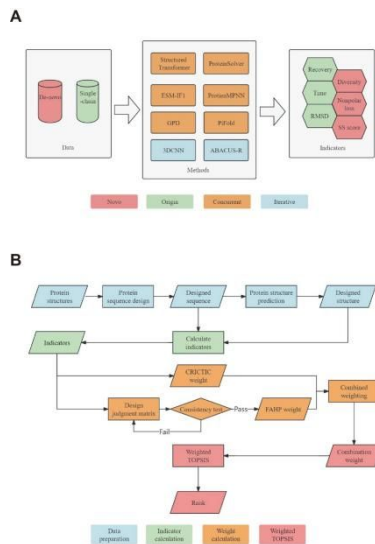 A
De-novo
Single
-chain
Data
Structural
Transformer
ProteinSolver
ESM-IF1
ProteinMPNN
GPD
PiFold
3DCNN
ABACUS-R
Methods
Recovery
Diversity
Time
Nonpolar
loss
RMSD
SS score
Indicators
Novo
Origin
Concurrent
Iterative
B
Protein
structures
Protein
sequence design
Designed
sequence
Protein structure
prediction
Designed
structure
Indicators
Calculate
indicators
CRICTIC
weight
Design
judgment matrix
Consistency test
Pass
FAHP weight
Combined
weighting
Fail
Weighted
TOPSIS
Combination
weight
Rank
Data
preparation
Indicator
calculation
Weight
calculation
Weighted
TOPSIS